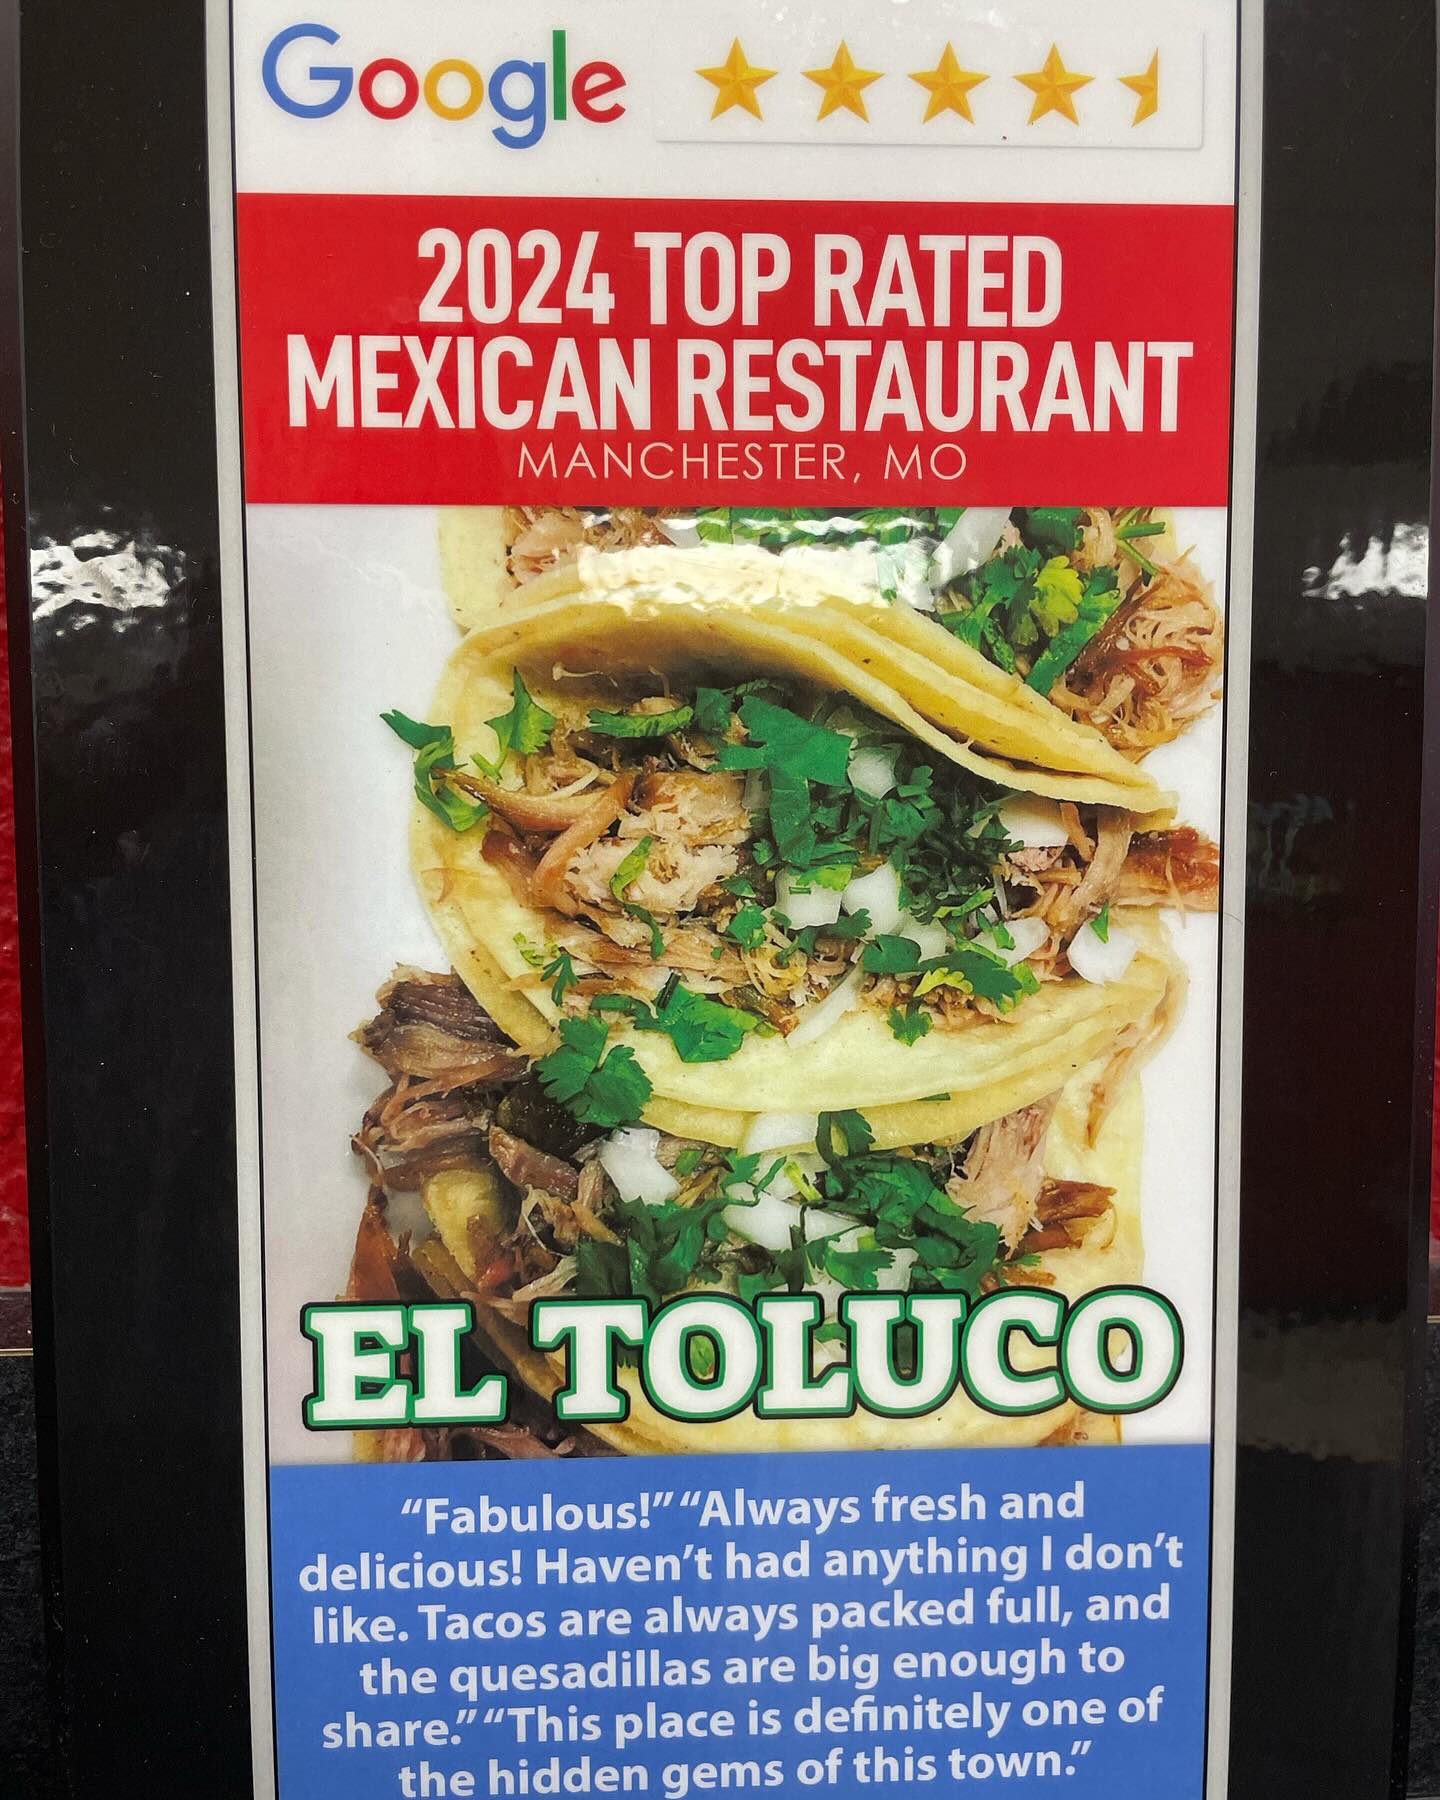 Google
2024 TOP RATED
MEXICAN RESTAURANT
MANCHESTER, MO
EL TOLUCO
“Fabulous!” “Always fresh and
delicious! Haven’t had anything I don’t
like. Tacos are always packed full, and
the quesadillas are big enough to
share.” “This place is definitely one of
the hidden gems of this town.”